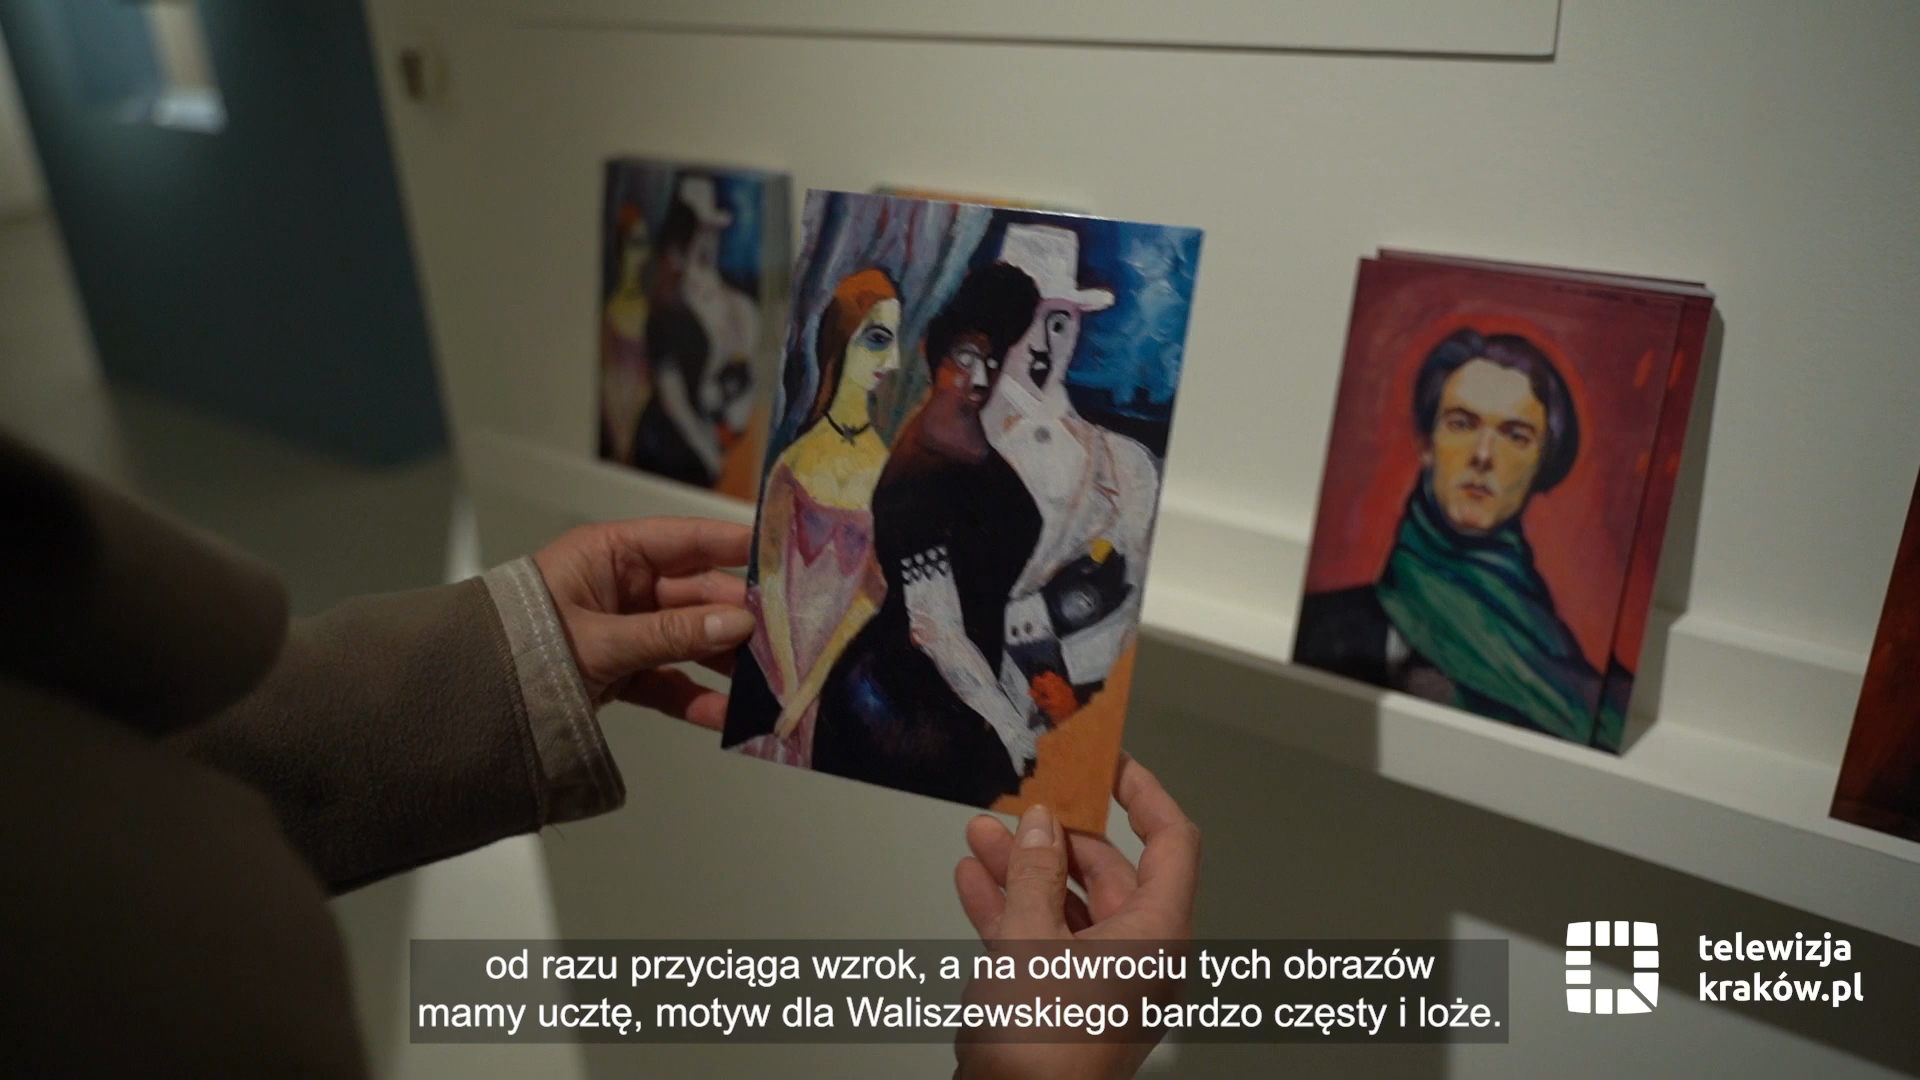 od razu przyciąga wzrok, a na odwrociu tych obrazów
mamy ucztę, motyw dla Waliszewskiego bardzo częsty i loże.
telewizja
kraków.pl